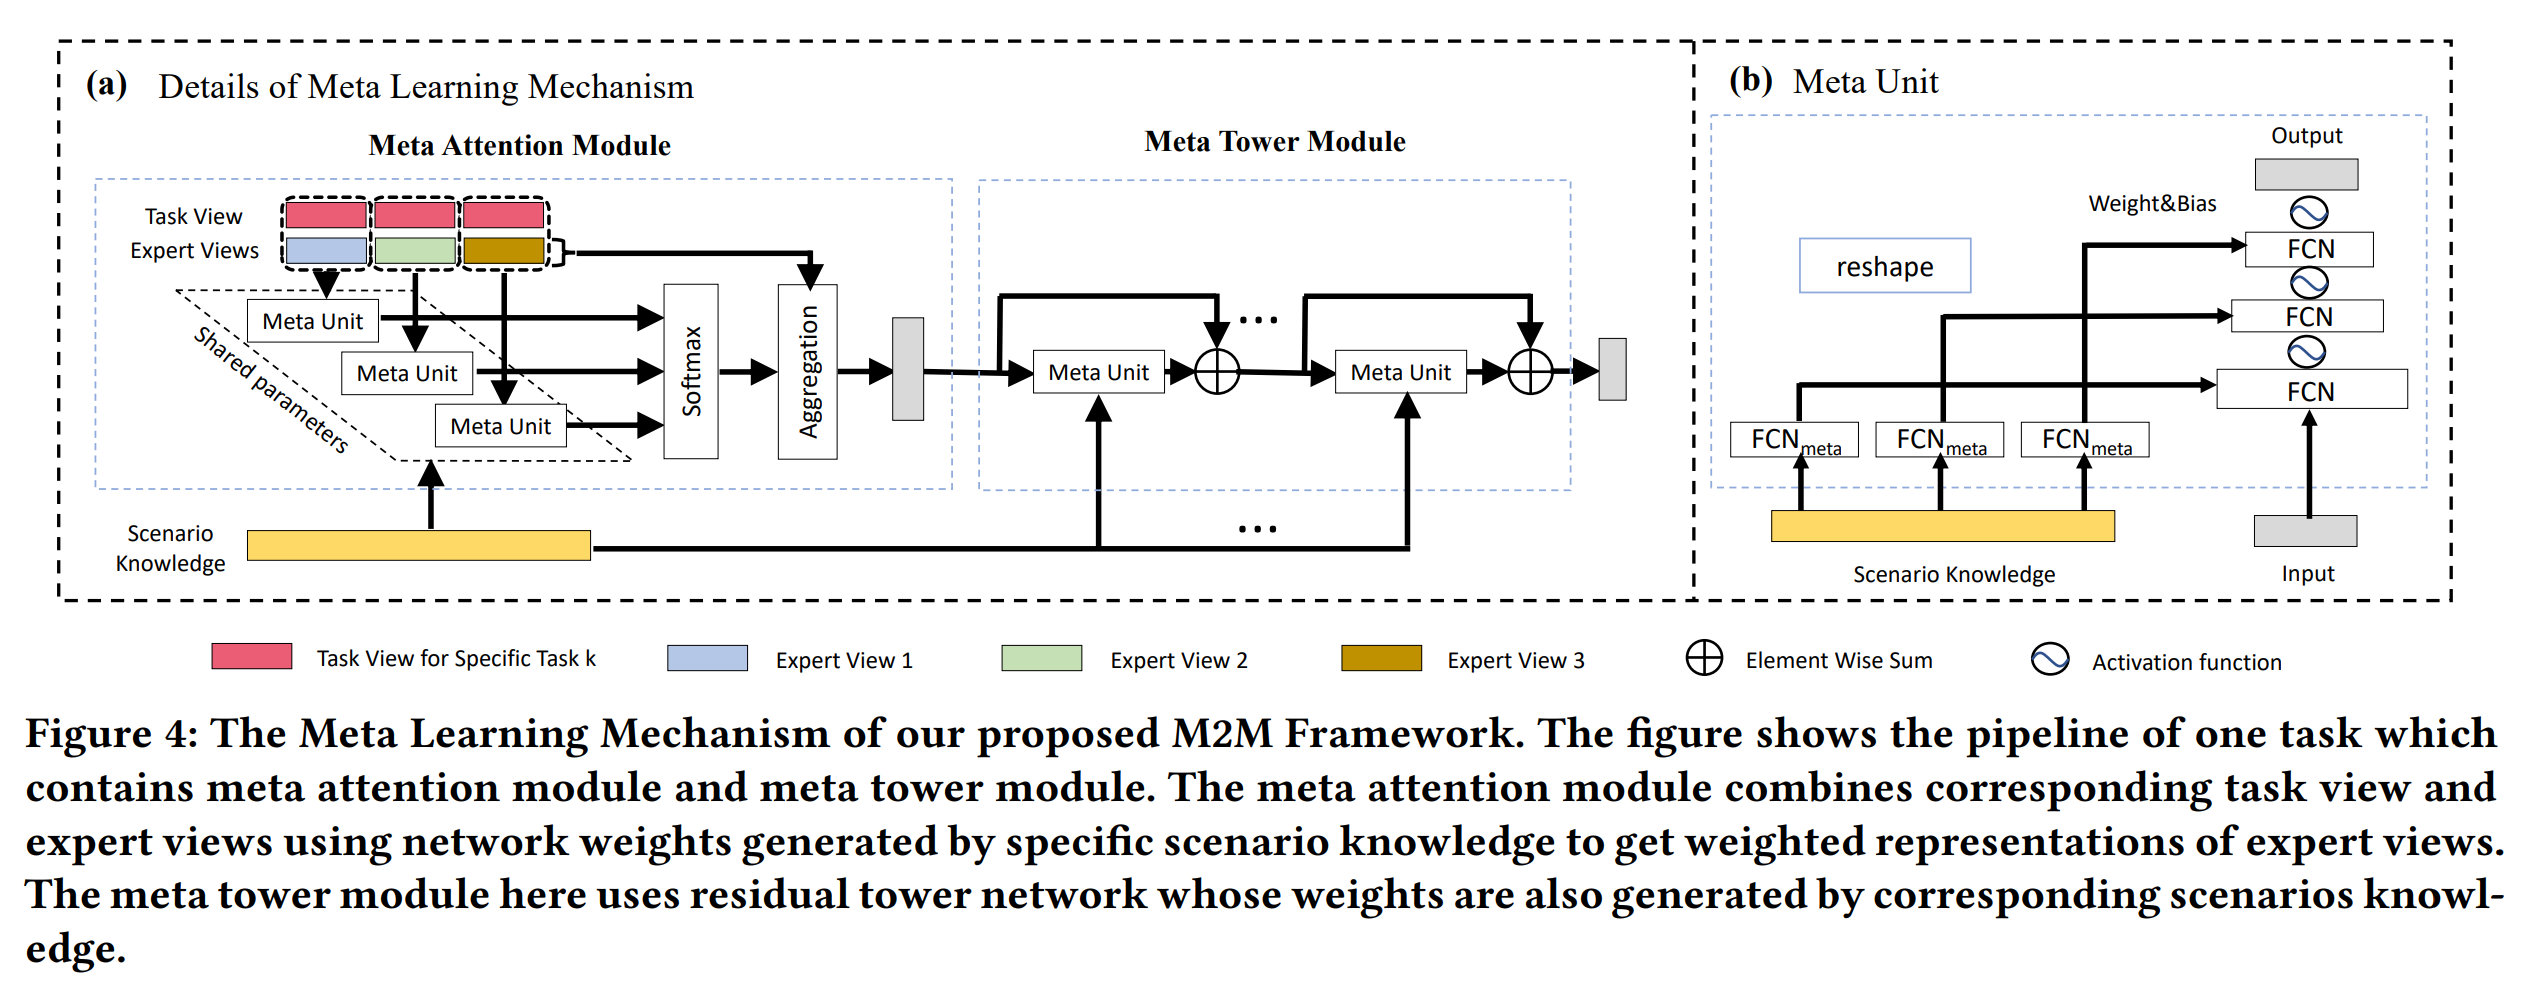 (a) Details of Meta Learning Mechanism
Meta Attention Module
Meta Tower Module
Task View
Expert Views
Meta Unit
Meta Unit
Meta Unit
Shared parameters
Softmax
Aggregation
Meta Unit
...
Meta Unit
Scenario
Knowledge
...
(b) Meta Unit
Output
Weight&Bias
reshape
FCN
FCN
FCN
FCNmeta
FCNmeta
FCNmeta
Scenario Knowledge
Input
Task View for Specific Task k
Expert View 1
Expert View 2
Expert View 3
Element Wise Sum
Activation function
Figure 4: The Meta Learning Mechanism of our proposed M2M Framework. The figure shows the pipeline of one task which
contains meta attention module and meta tower module. The meta attention module combines corresponding task view and
expert views using network weights generated by specific scenario knowledge to get weighted representations of expert views.
The meta tower module here uses residual tower network whose weights are also generated by corresponding scenarios knowl-
edge.